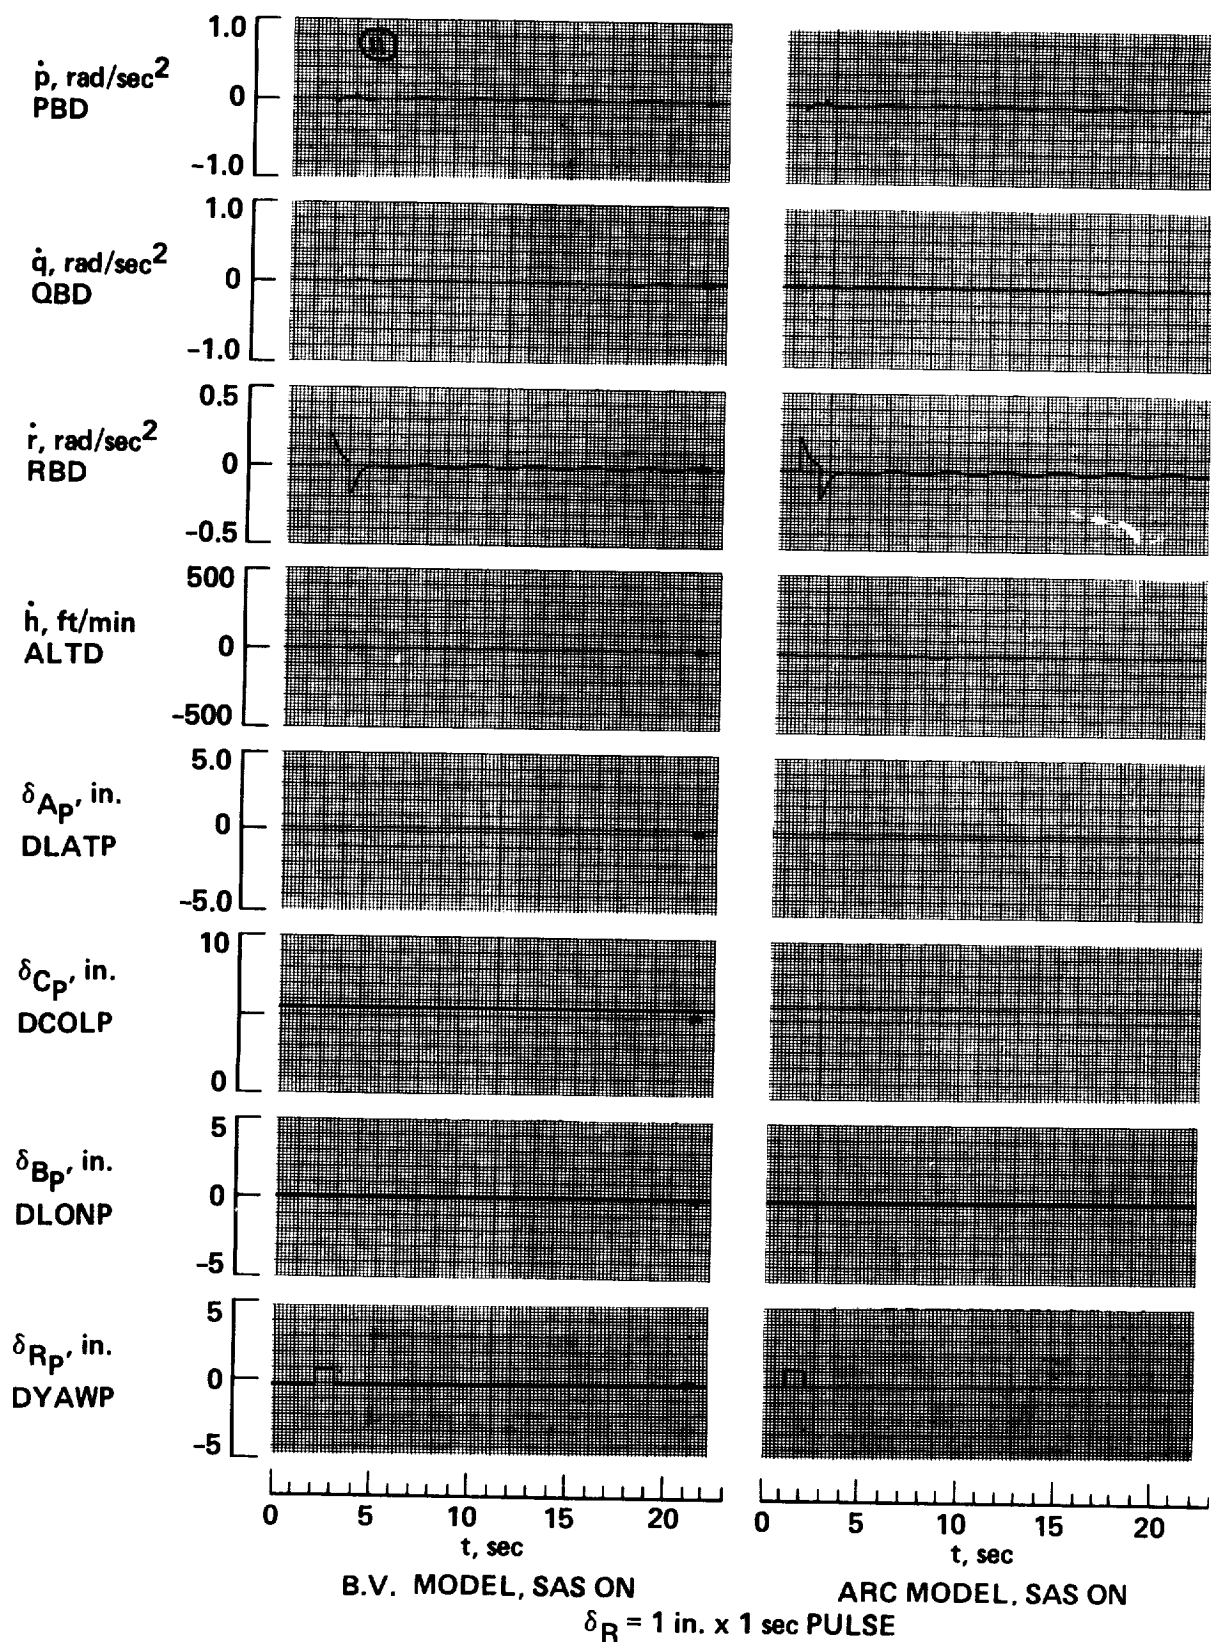 1.0
ṗ, rad/sec²
PBD
0
-1.0
1.0
q̇, rad/sec²
QBD
0
-1.0
0.5
ṙ, rad/sec²
RBD
0
-0.5
500
ḣ, ft/min
ALTD
0
-500
5.0
δAP, in.
DLATP
0
-5.0
10
δCP, in.
DCOLP
0
5
δBP, in.
DLONP
0
-5
5
δRP, in.
DYAWP
0
-5
0 5 10 15 20
t, sec
0 5 10 15 20
t, sec
B.V. MODEL, SAS ON
ARC MODEL, SAS ON
δR = 1 in. x 1 sec PULSE